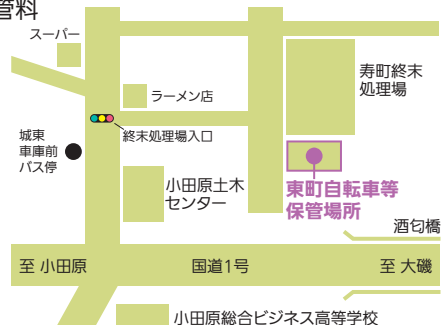 管料
スーパー
寿町終末
処理場
ラーメン店
終末処理場入口
城東
車庫前
バス停
小田原土木
センター
東町自転車等
保管場所
酒匂橋
至 小田原
国道1号
至 大磯
小田原総合ビジネス高等学校